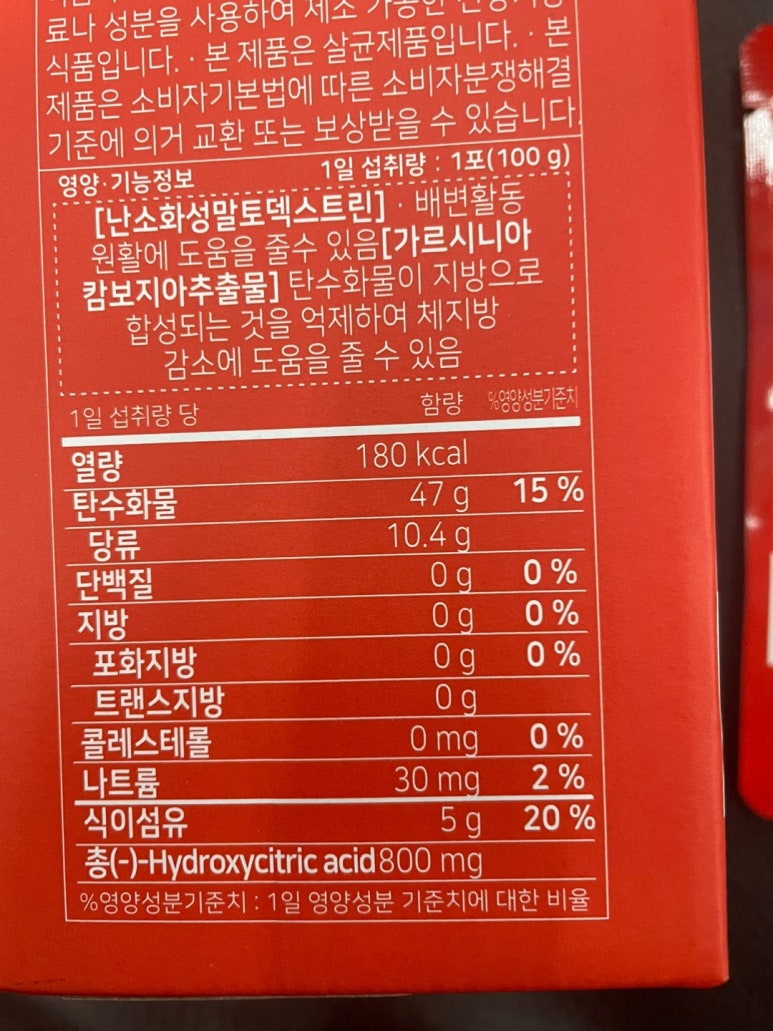 료나 성분을 사용하여 제조
식품입니다. · 본 제품은 살균제품입니다. · 본
제품은 소비자기본법에 따른 소비자분쟁해결
기준에 의거 교환 또는 보상받을 수 있습니다.
영양·기능정보 1일 섭취량 : 1포(100 g)
[난소화성말토덱스트린] · 배변활동
원활에 도움을 줄수 있음[가르시니아
캄보지아추출물] 탄수화물이 지방으로
합성되는 것을 억제하여 체지방
감소에 도움을 줄 수 있음
1일 섭취량 당 함량 %영양성분기준치
열량 180 kcal
탄수화물 47 g 15 %
당류 10.4 g
단백질 0 g 0 %
지방 0 g 0 %
포화지방 0 g 0 %
트랜스지방 0 g
콜레스테롤 0 mg 0 %
나트륨 30 mg 2 %
식이섬유 5 g 20 %
총(-)-Hydroxycitric acid 800 mg
%영양성분기준치 : 1일 영양성분 기준치에 대한 비율